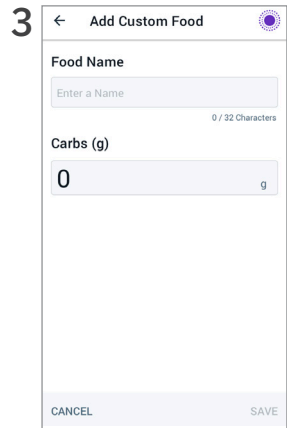 3
← Add Custom Food
Food Name
Enter a Name
0 / 32 Characters
Carbs (g)
0 g
CANCEL SAVE